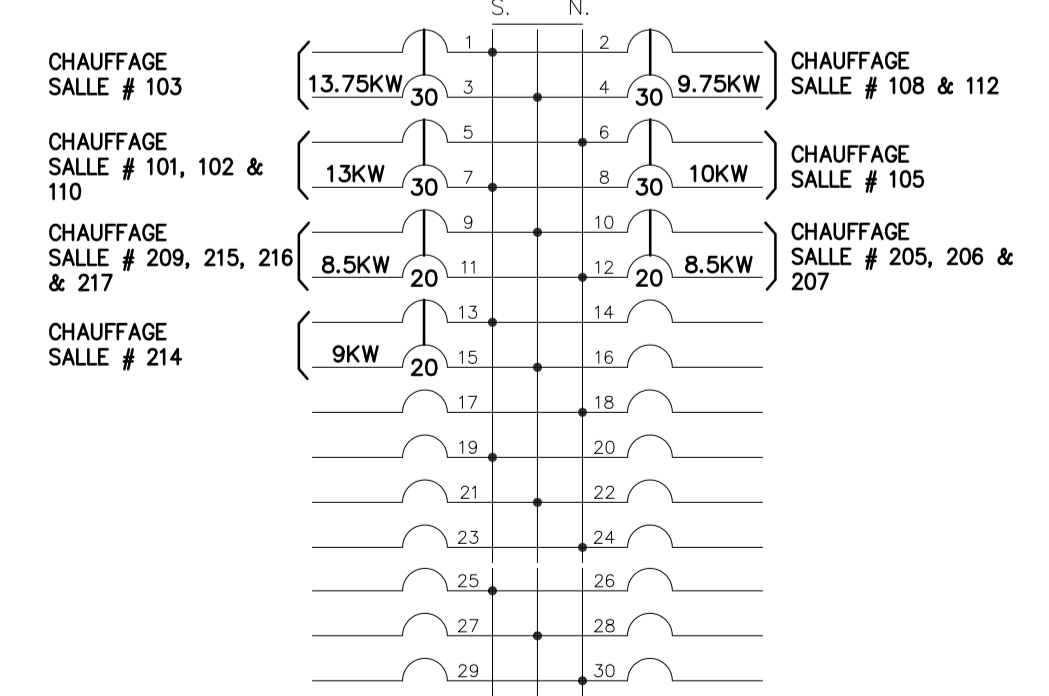 S. N.
CHAUFFAGE
SALLE # 103
13.75KW
30
1 2
3 4
30
9.75KW
CHAUFFAGE
SALLE # 108 & 112
CHAUFFAGE
SALLE # 101, 102 &
110
13KW
30
5 6
7 8
30
10KW
CHAUFFAGE
SALLE # 105
CHAUFFAGE
SALLE # 209, 215, 216
& 217
8.5KW
20
9 10
11 12
20
8.5KW
CHAUFFAGE
SALLE # 205, 206 &
207
CHAUFFAGE
SALLE # 214
9KW
20
13 14
15 16
17 18
19 20
21 22
23 24
25 26
27 28
29 30